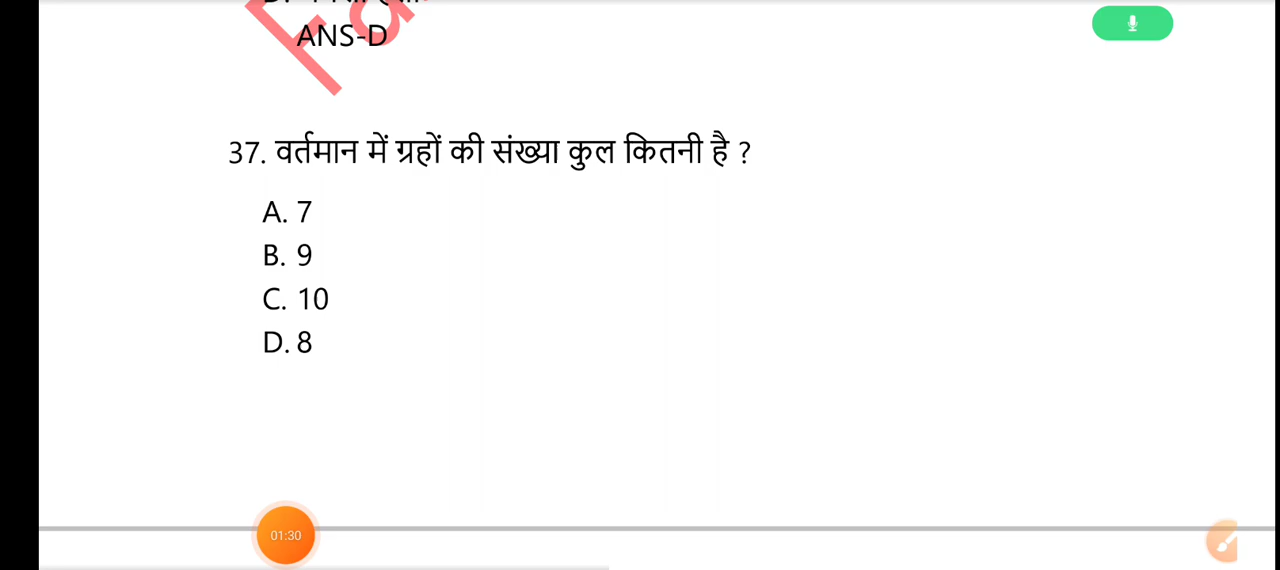 ANS-D
37. वर्तमान में ग्रहों की संख्या कुल कितनी है ?
A. 7
B. 9
C. 10
D. 8
01:30